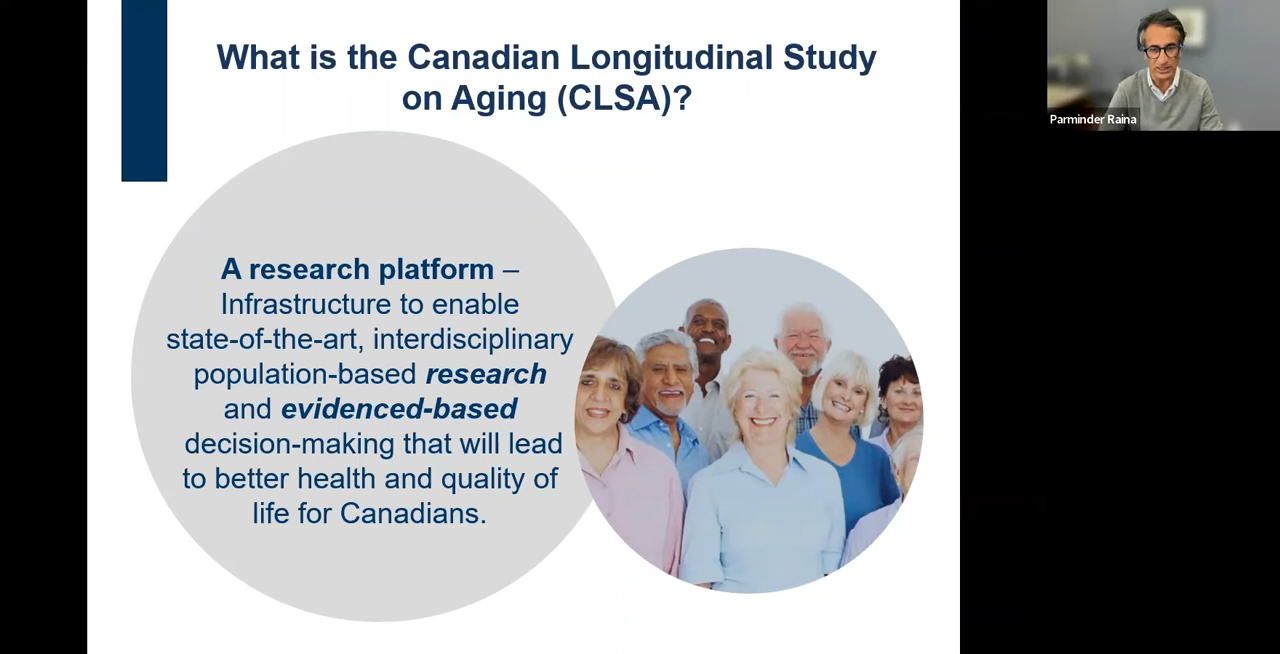 What is the Canadian Longitudinal Study
on Aging (CLSA)?
Parminder Raina
A research platform –
Infrastructure to enable
state-of-the-art, interdisciplinary
population-based research
and evidenced-based
decision-making that will lead
to better health and quality of
life for Canadians.